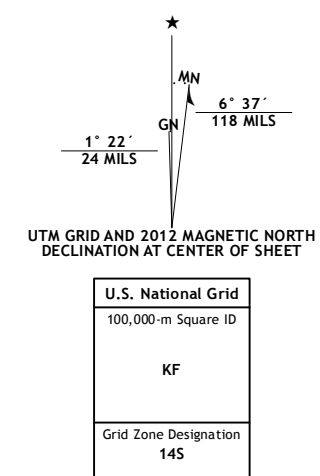 ★
MN
6° 37´
118 MILS
GN
1° 22´
24 MILS
UTM GRID AND 2012 MAGNETIC NORTH
DECLINATION AT CENTER OF SHEET
U.S. National Grid
100,000-m Square ID
KF
Grid Zone Designation
14S